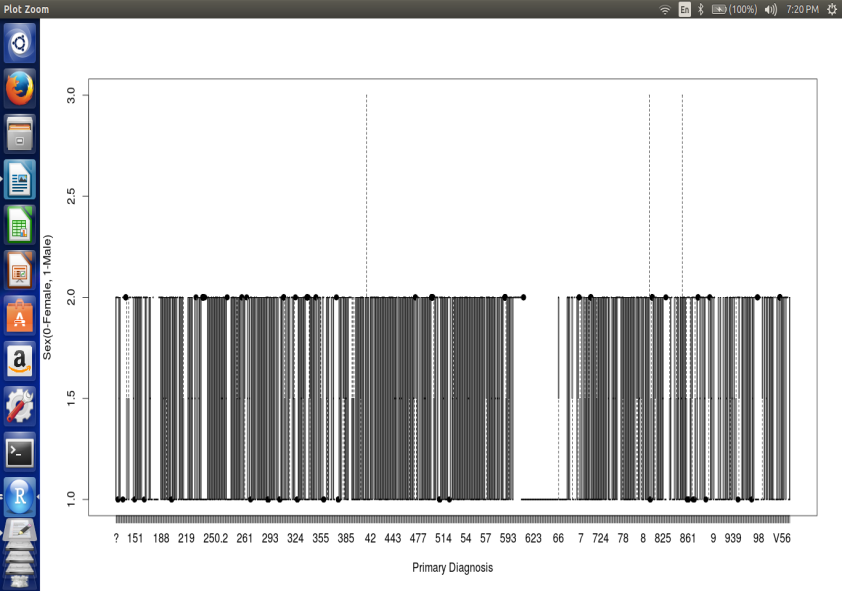 Plot Zoom
En (100%) 7:20 PM
3.0
2.5
2.0
1.5
1.0
Sex(0-Female, 1-Male)
? 151 188 219 250.2 261 293 324 355 385 42 443 477 514 54 57 593 623 66 7 724 78 8 825 861 9 939 98 V56
Primary Diagnosis